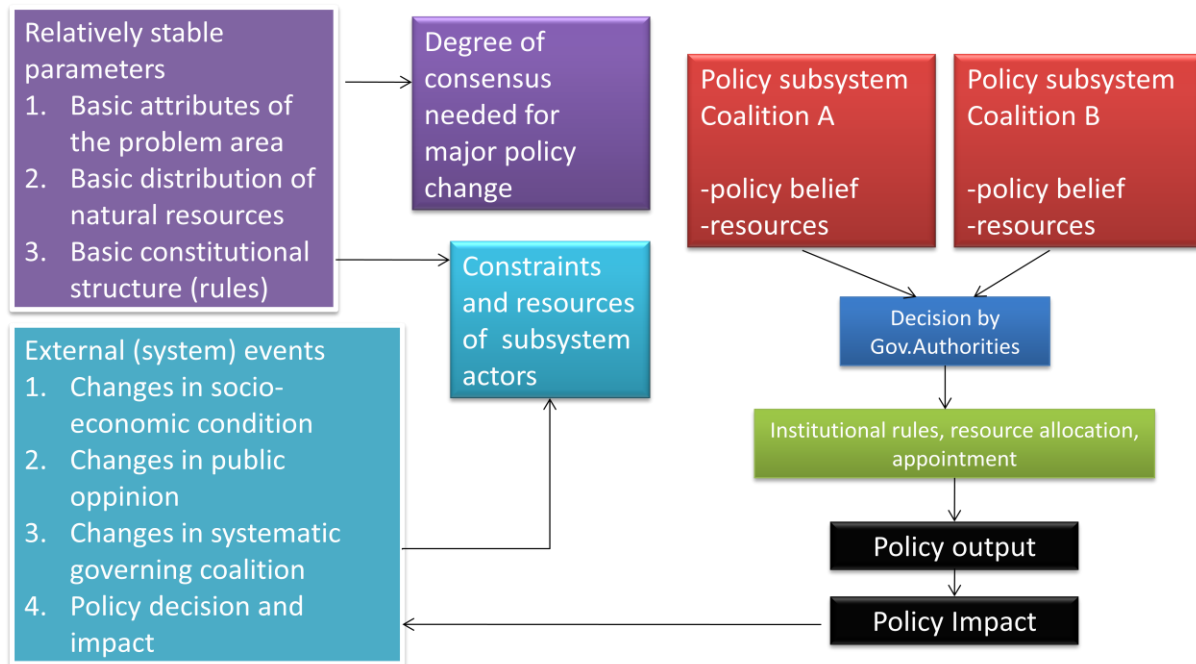 Relatively stable
parameters
1. Basic attributes of
the problem area
2. Basic distribution of
natural resources
3. Basic constitutional
structure (rules)
Degree of
consensus
needed for
major policy
change
Policy subsystem
Coalition A
-policy belief
-resources
Policy subsystem
Coalition B
-policy belief
-resources
Constraints
and resources
of subsystem
actors
External (system) events
1. Changes in socio-
economic condition
2. Changes in public
oppinion
3. Changes in systematic
governing coalition
4. Policy decision and
impact
Decision by
Gov.Authorities
Institutional rules, resource allocation,
appointment
Policy output
Policy Impact